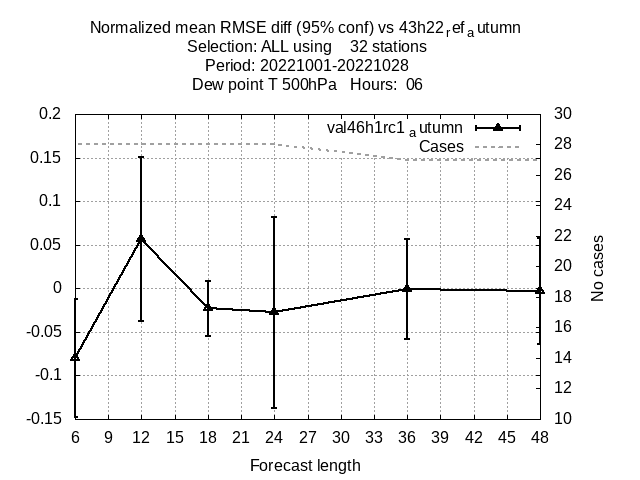 Normalized mean RMSE diff (95% conf) vs 43h22refautumn
Selection: ALL using    32 stations
Period: 20221001-20221028
Dew point T 500hPa   Hours:  06
val46h1rc1autumn
Cases
0.2
0.15
0.1
0.05
0
-0.05
-0.1
-0.15
30
28
26
24
22
20
18
16
14
12
10
No cases
6 9 12 15 18 21 24 27 30 33 36 39 42 45 48
Forecast length